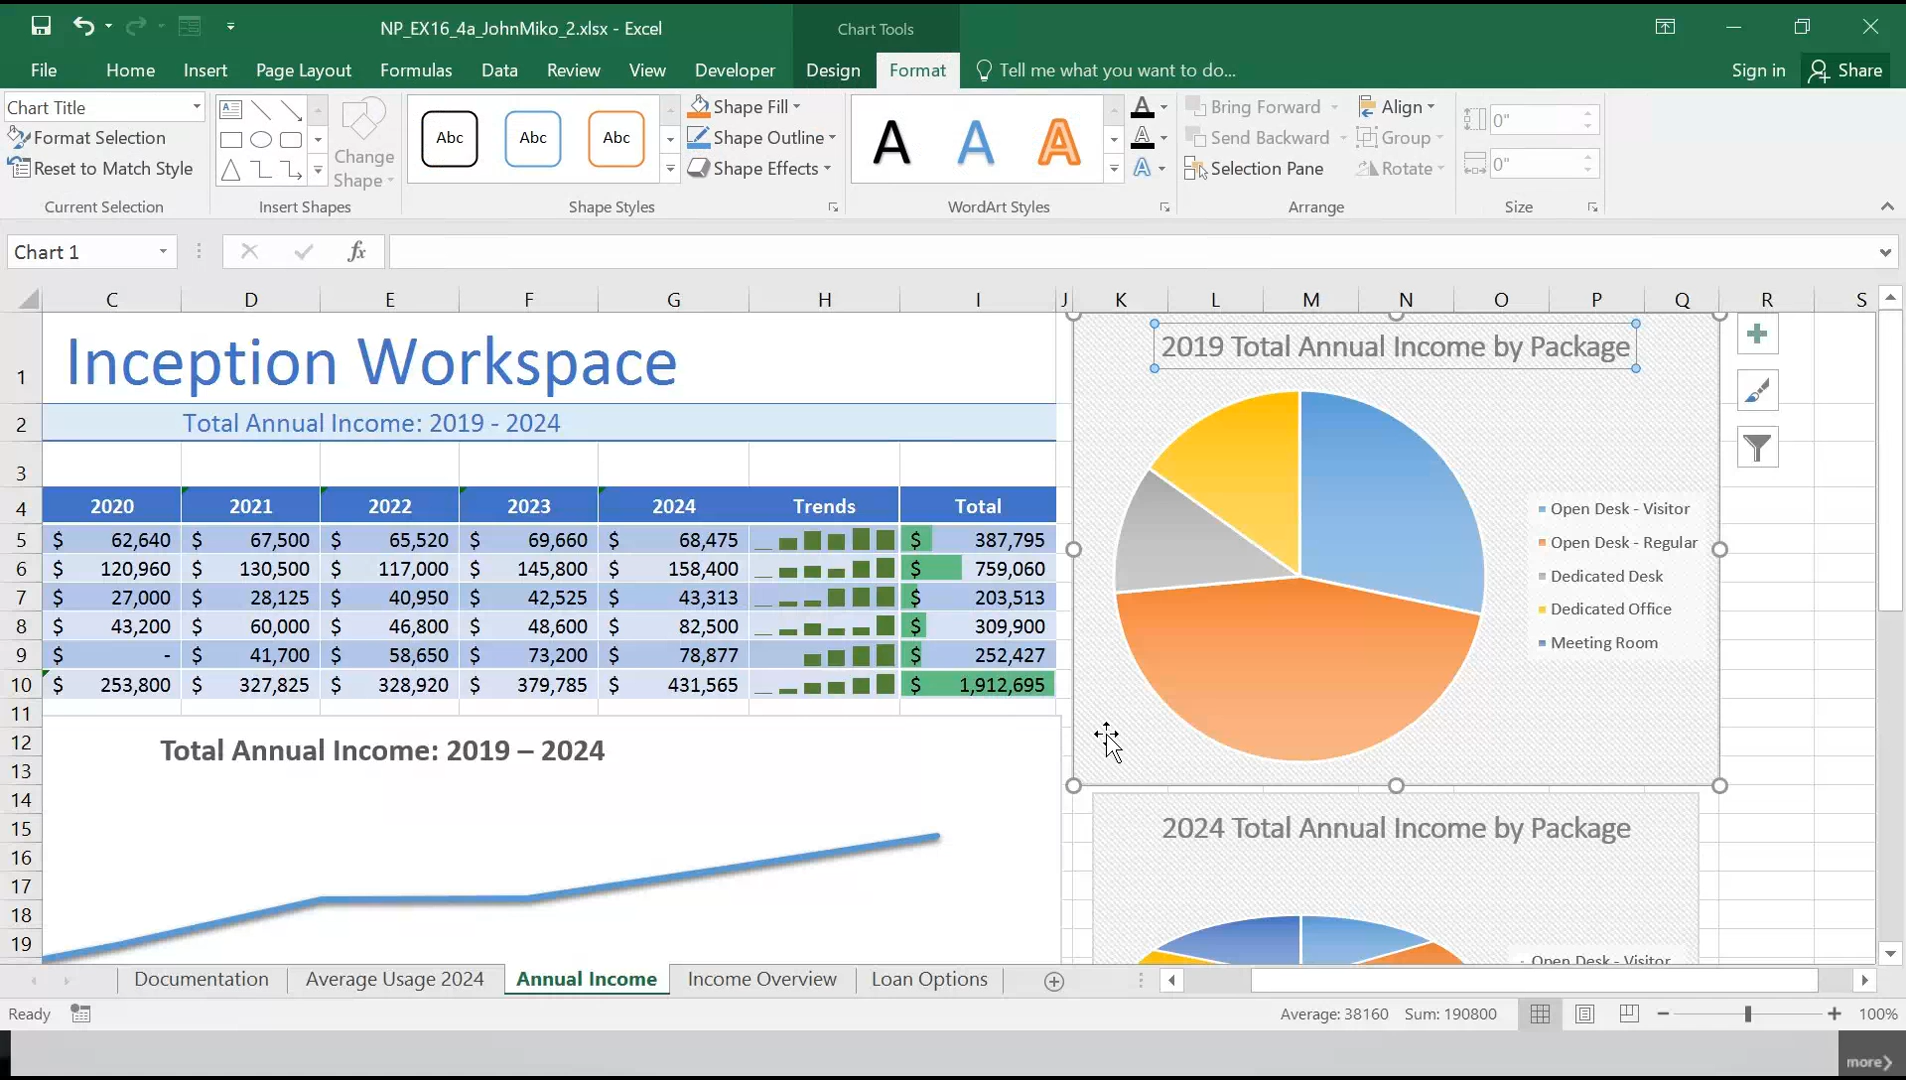 NP_EX16_4a_JohnMiko_2.xlsx - Excel
Chart Tools
File Home Insert Page Layout Formulas Data Review View Developer Design Format Tell me what you want to do... Sign in Share
Chart Title
Format Selection
Reset to Match Style
Current Selection
Change
Shape
Insert Shapes
Abc Abc Abc
Shape Fill
Shape Outline
Shape Effects
Shape Styles
A A A
WordArt Styles
Bring Forward
Send Backward
Selection Pane
Align
Group
Rotate
Arrange
0"
0"
Size
Chart 1
fx
C D E F G H I J K L M N O P Q R S
1 Inception Workspace
2 Total Annual Income: 2019 - 2024
3
4 2020 2021 2022 2023 2024 Trends Total
5 $ 62,640 $ 67,500 $ 65,520 $ 69,660 $ 68,475 $ 387,795
6 $ 120,960 $ 130,500 $ 117,000 $ 145,800 $ 158,400 $ 759,060
7 $ 27,000 $ 28,125 $ 40,950 $ 42,525 $ 43,313 $ 203,513
8 $ 43,200 $ 60,000 $ 46,800 $ 48,600 $ 82,500 $ 309,900
9 $ - $ 41,700 $ 58,650 $ 73,200 $ 78,877 $ 252,427
10 $ 253,800 $ 327,825 $ 328,920 $ 379,785 $ 431,565 $ 1,912,695
11
12
13
14
15
16
17
18
19
Total Annual Income: 2019 – 2024
2019 Total Annual Income by Package
Open Desk - Visitor
Open Desk - Regular
Dedicated Desk
Dedicated Office
Meeting Room
2024 Total Annual Income by Package
Open Desk - Visitor
Documentation Average Usage 2024 Annual Income Income Overview Loan Options
Ready Average: 38160 Sum: 190800 100%
more